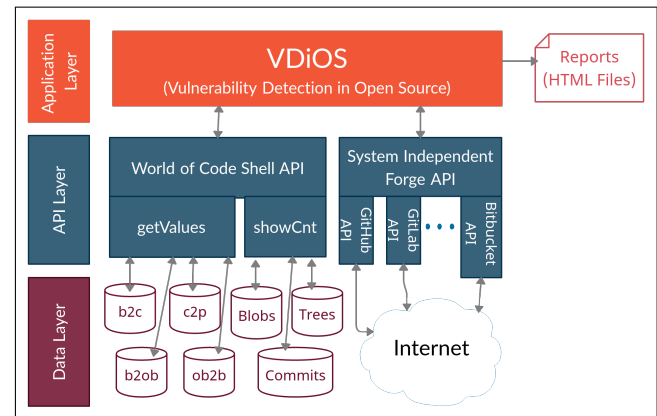 Application
Layer
VDiOS
(Vulnerability Detection in Open Source)
Reports
(HTML Files)
API Layer
World of Code Shell API
getValues
showCnt
System Independent
Forge API
GitHub
API
GitLab
API
Bitbucket
API
Data Layer
b2c
c2p
Blobs
Trees
b2ob
ob2b
Commits
Internet